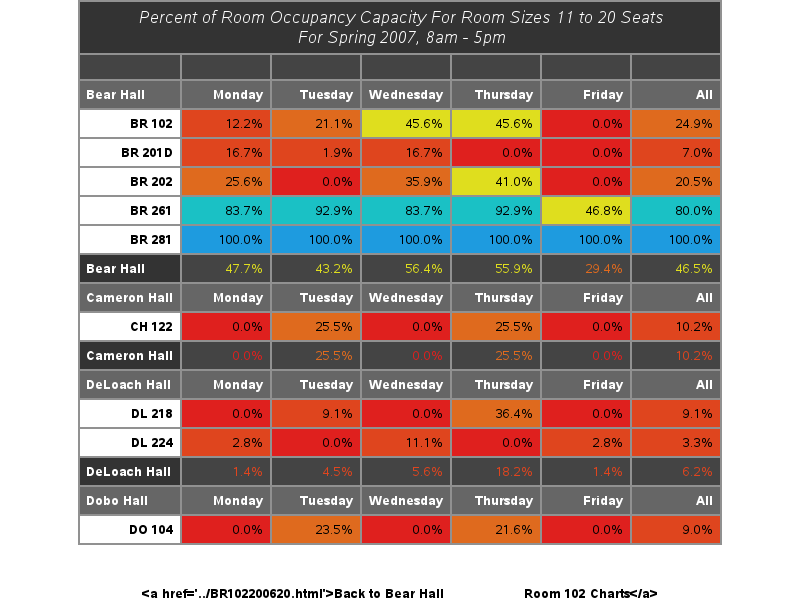 Percent of Room Occupancy Capacity For Room Sizes 11 to 20 Seats
For Spring 2007, 8am - 5pm
Bear Hall Monday Tuesday Wednesday Thursday Friday All
BR 102 12.2% 21.1% 45.6% 45.6% 0.0% 24.9%
BR 201D 16.7% 1.9% 16.7% 0.0% 0.0% 7.0%
BR 202 25.6% 0.0% 35.9% 41.0% 0.0% 20.5%
BR 261 83.7% 92.9% 83.7% 92.9% 46.8% 80.0%
BR 281 100.0% 100.0% 100.0% 100.0% 100.0% 100.0%
Bear Hall 47.7% 43.2% 56.4% 55.9% 29.4% 46.5%
Cameron Hall Monday Tuesday Wednesday Thursday Friday All
CH 122 0.0% 25.5% 0.0% 25.5% 0.0% 10.2%
Cameron Hall 0.0% 25.5% 0.0% 25.5% 0.0% 10.2%
DeLoach Hall Monday Tuesday Wednesday Thursday Friday All
DL 218 0.0% 9.1% 0.0% 36.4% 0.0% 9.1%
DL 224 2.8% 0.0% 11.1% 0.0% 2.8% 3.3%
DeLoach Hall 1.4% 4.5% 5.6% 18.2% 1.4% 6.2%
Dobo Hall Monday Tuesday Wednesday Thursday Friday All
DO 104 0.0% 23.5% 0.0% 21.6% 0.0% 9.0%
<a href='../BR102200620.html'>Back to Bear Hall Room 102 Charts</a>